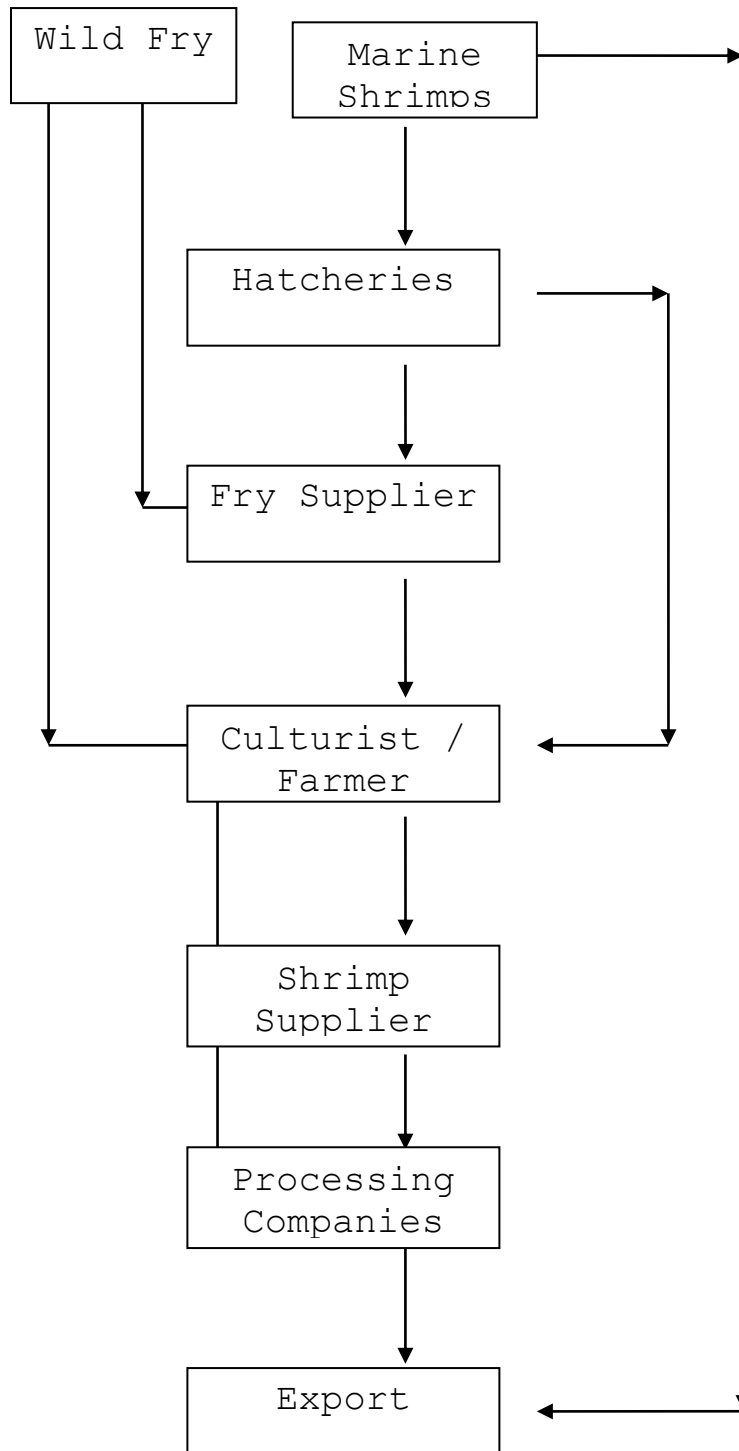 Wild Fry
Marine
Shrimps
Hatcheries
Fry Supplier
Culturist /
Farmer
Shrimp
Supplier
Processing
Companies
Export